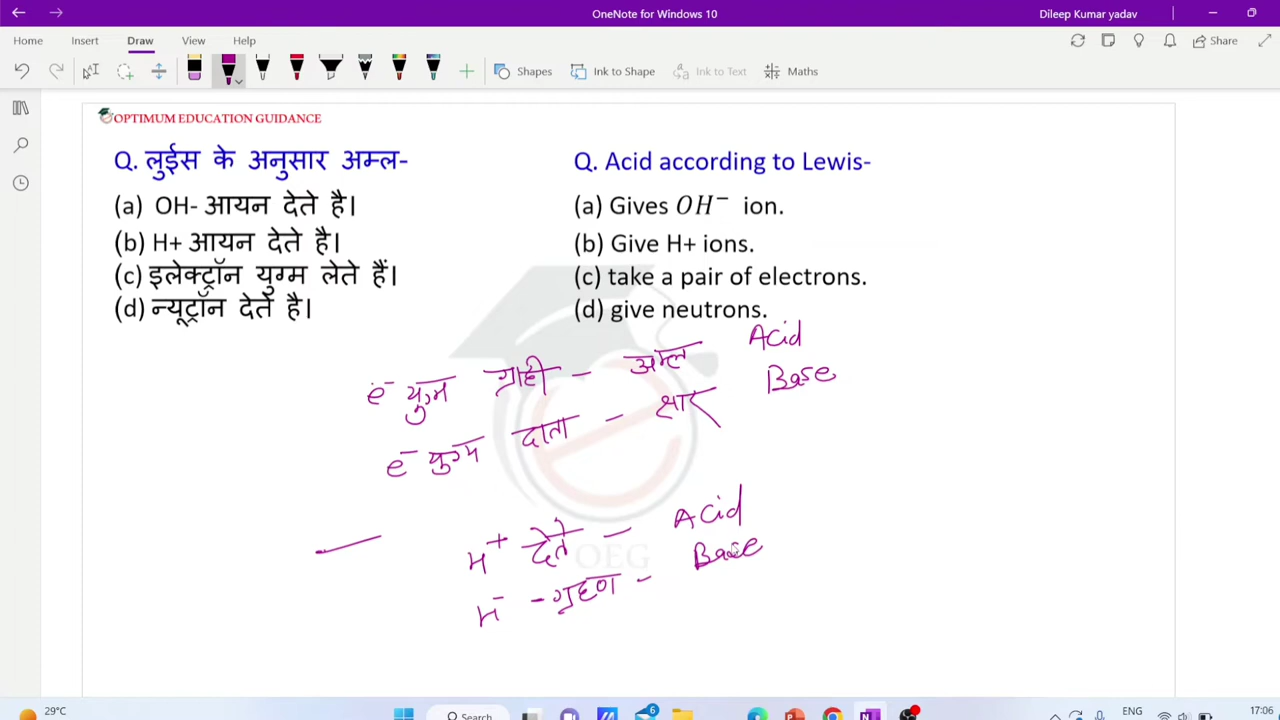 OneNote for Windows 10
Dileep Kumar yadav
Home Insert Draw View Help
Share
Shapes Ink to Shape Ink to Text Maths
OPTIMUM EDUCATION GUIDANCE
Q. लुईस के अनुसार अम्ल-
(a) OH- आयन देते है।
(b) H+ आयन देते है।
(c) इलेक्ट्रॉन युग्म लेते हैं।
(d) न्यूट्रॉन देते है।
Q. Acid according to Lewis-
(a) Gives OH⁻ ion.
(b) Give H+ ions.
(c) take a pair of electrons.
(d) give neutrons.
e⁻ युग्म ग्राही – अम्ल Acid
e⁻ युग्म दाता – क्षार Base
H⁺ देते – Acid
H⁻ - ग्रहण – Base
OEG
29°C
Search
6
ENG
17:06